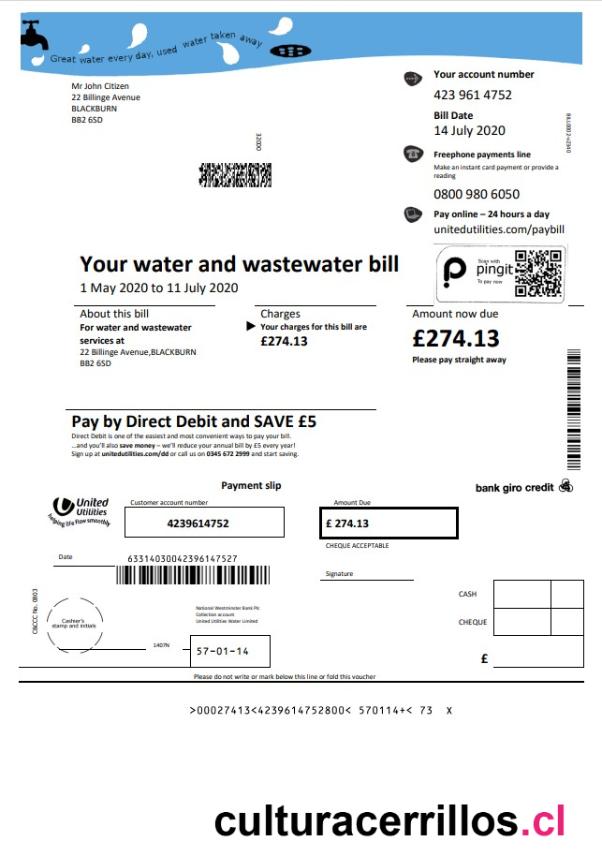 Great water every day, used water taken away
Mr John Citizen
22 Billinge Avenue
BLACKBURN
BB2 6SD
32000
Your account number
423 961 4752
Bill Date
14 July 2020
Freephone payments line
Make an instant card payment or provide a
reading
0800 980 6050
Pay online – 24 hours a day
unitedutilities.com/paybill
Scan with
pingit
To pay now
Your water and wastewater bill
1 May 2020 to 11 July 2020
About this bill
For water and wastewater
services at
22 Billinge Avenue,BLACKBURN
BB2 6SD
Charges
Your charges for this bill are
£274.13
Amount now due
£274.13
Please pay straight away
Pay by Direct Debit and SAVE £5
Direct Debit is one of the easiest and most convenient ways to pay your bill.
...and you'll also save money – we'll reduce your annual bill by £5 every year!
Sign up at unitedutilities.com/dd or call us on 0345 672 2999 and start saving.
Payment slip
bank giro credit
United
Utilities
helping life flow smoothly
Customer account number
4239614752
Amount Due
£ 274.13
CHEQUE ACCEPTABLE
Date
63314030042396147527
Signature
CBCCC No. 0803
Cashier's
stamp and initials
National Westminster Bank Plc
Collection account
United Utilities Water Limited
1407N
57-01-14
CASH
CHEQUE
£
Please do not write or mark below this line or fold this voucher
>00027413<4239614752800< 570114+< 73 X
culturacerrillos.cl